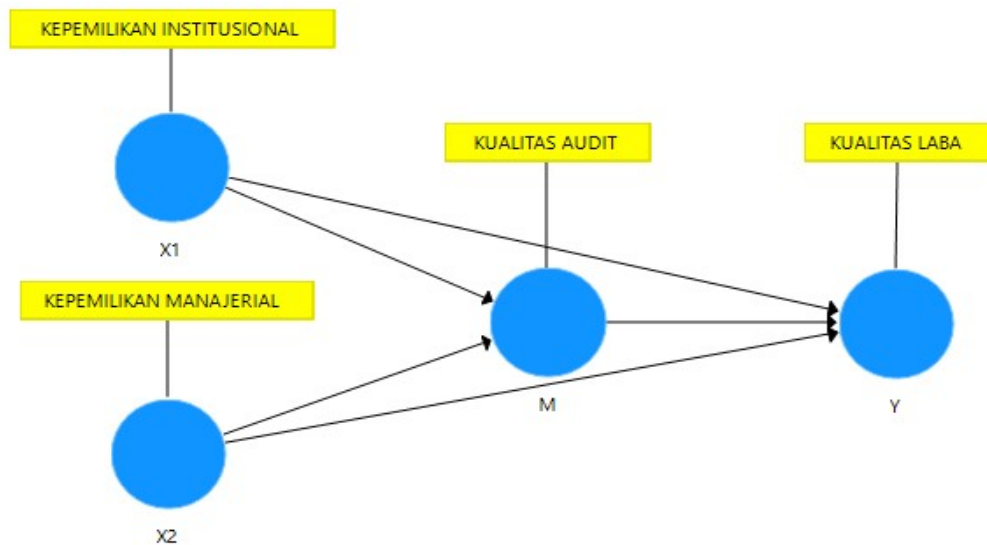 KEPEMILIKAN INSTITUSIONAL
X1
KUALITAS AUDIT
KUALITAS LABA
KEPEMILIKAN MANAJERIAL
M
Y
X2